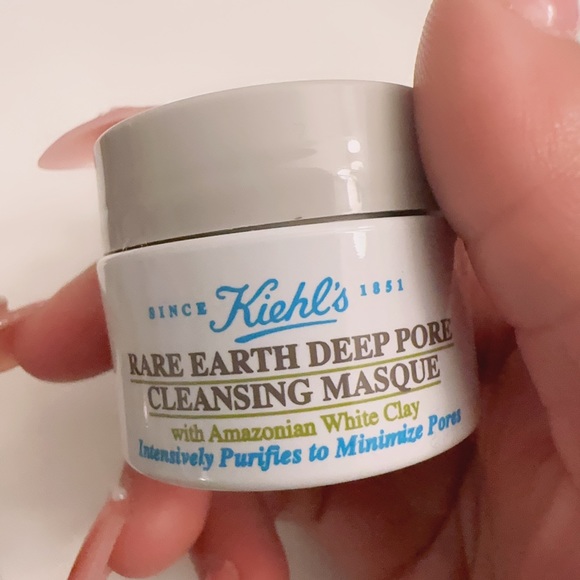 SINCE Kiehl's 1851
RARE EARTH DEEP PORE
CLEANSING MASQUE
with Amazonian White Clay
Intensively Purifies to Minimize Pores